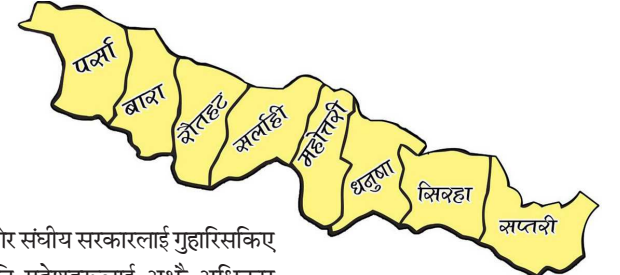 पर्सा
बारा
रौतहट
सर्लाही
महोत्तरी
धनुषा
सिरहा
सप्तरी
र संघीय सरकारलाई गुहारिसकिए